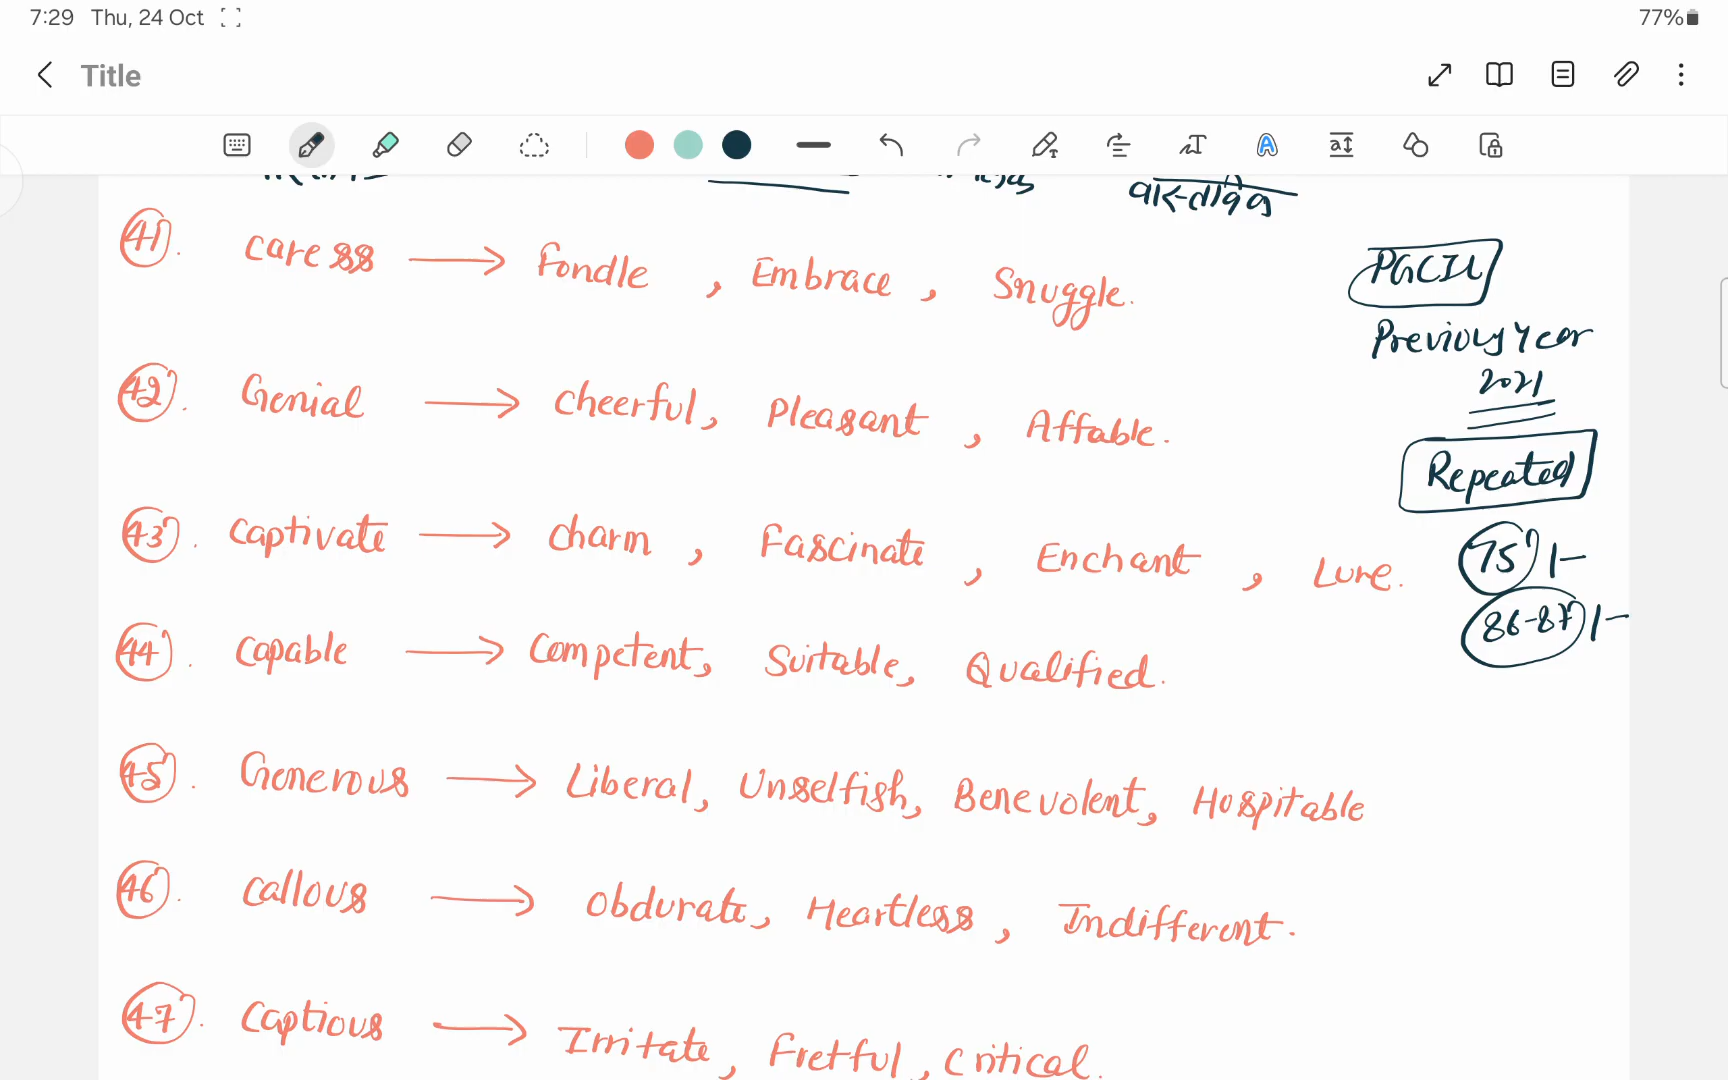 7:29 Thu, 24 Oct 77%
Title
41. Caress → Fondle, Embrace, Snuggle.
PGCIL
Previous Year
2021
42. Genial → Cheerful, Pleasant, Affable.
Repeated
43. Captivate → Charm, Fascinate, Enchant, Lure.
75 /-
86-87 /-
44. Capable → Competent, Suitable, Qualified.
45. Generous → Liberal, Unselfish, Benevolent, Hospitable
46. Callous → Obdurate, Heartless, Indifferent.
47. Captious → Irritate, Fretful, Critical.